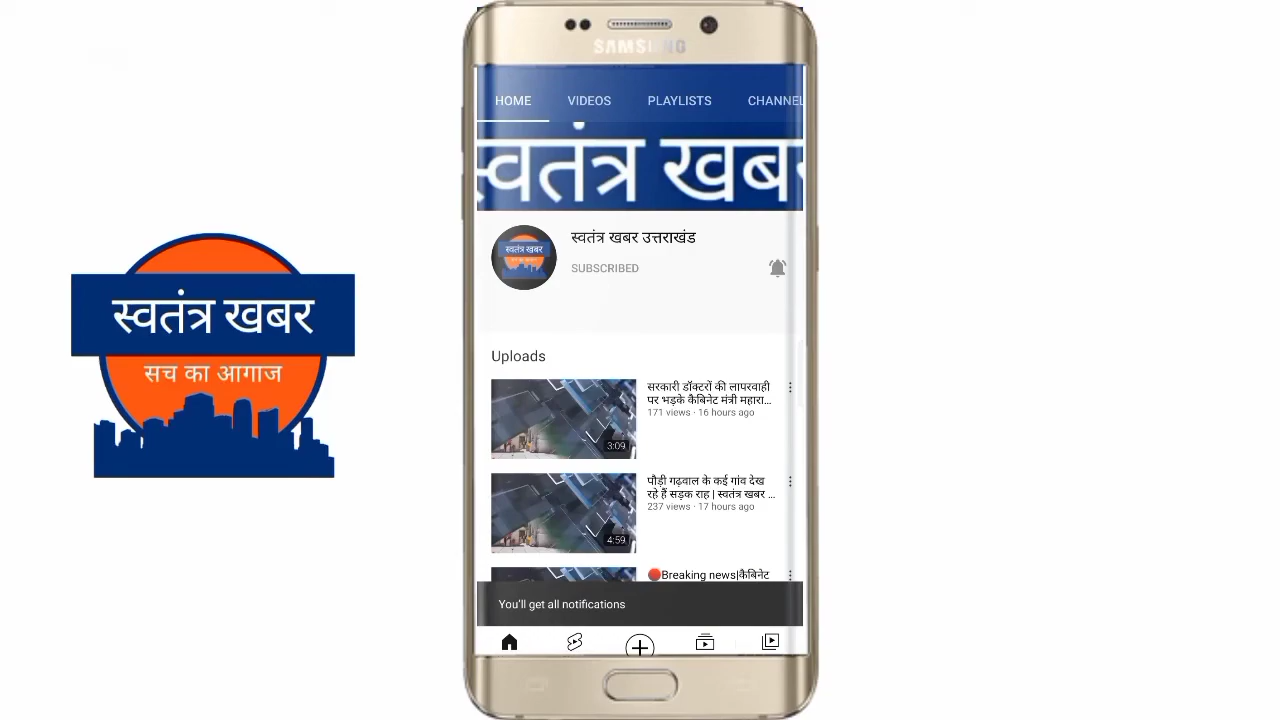 SAMSUNG
HOME VIDEOS PLAYLISTS CHANNEL
स्वतंत्र खबर
स्वतंत्र खबर उत्तराखंड
SUBSCRIBED
स्वतंत्र खबर
सच का आगाज
स्वतंत्र खबर
Uploads
सरकारी डॉक्टरों की लापरवाही
पर भड़के कैबिनेट मंत्री महारा...
171 views · 16 hours ago
3:09
पौड़ी गढ़वाल के कई गांव देख
रहे हैं सड़क राह | स्वतंत्र खबर ...
237 views · 17 hours ago
4:59
Breaking news|कैबिनेट
You'll get all notifications